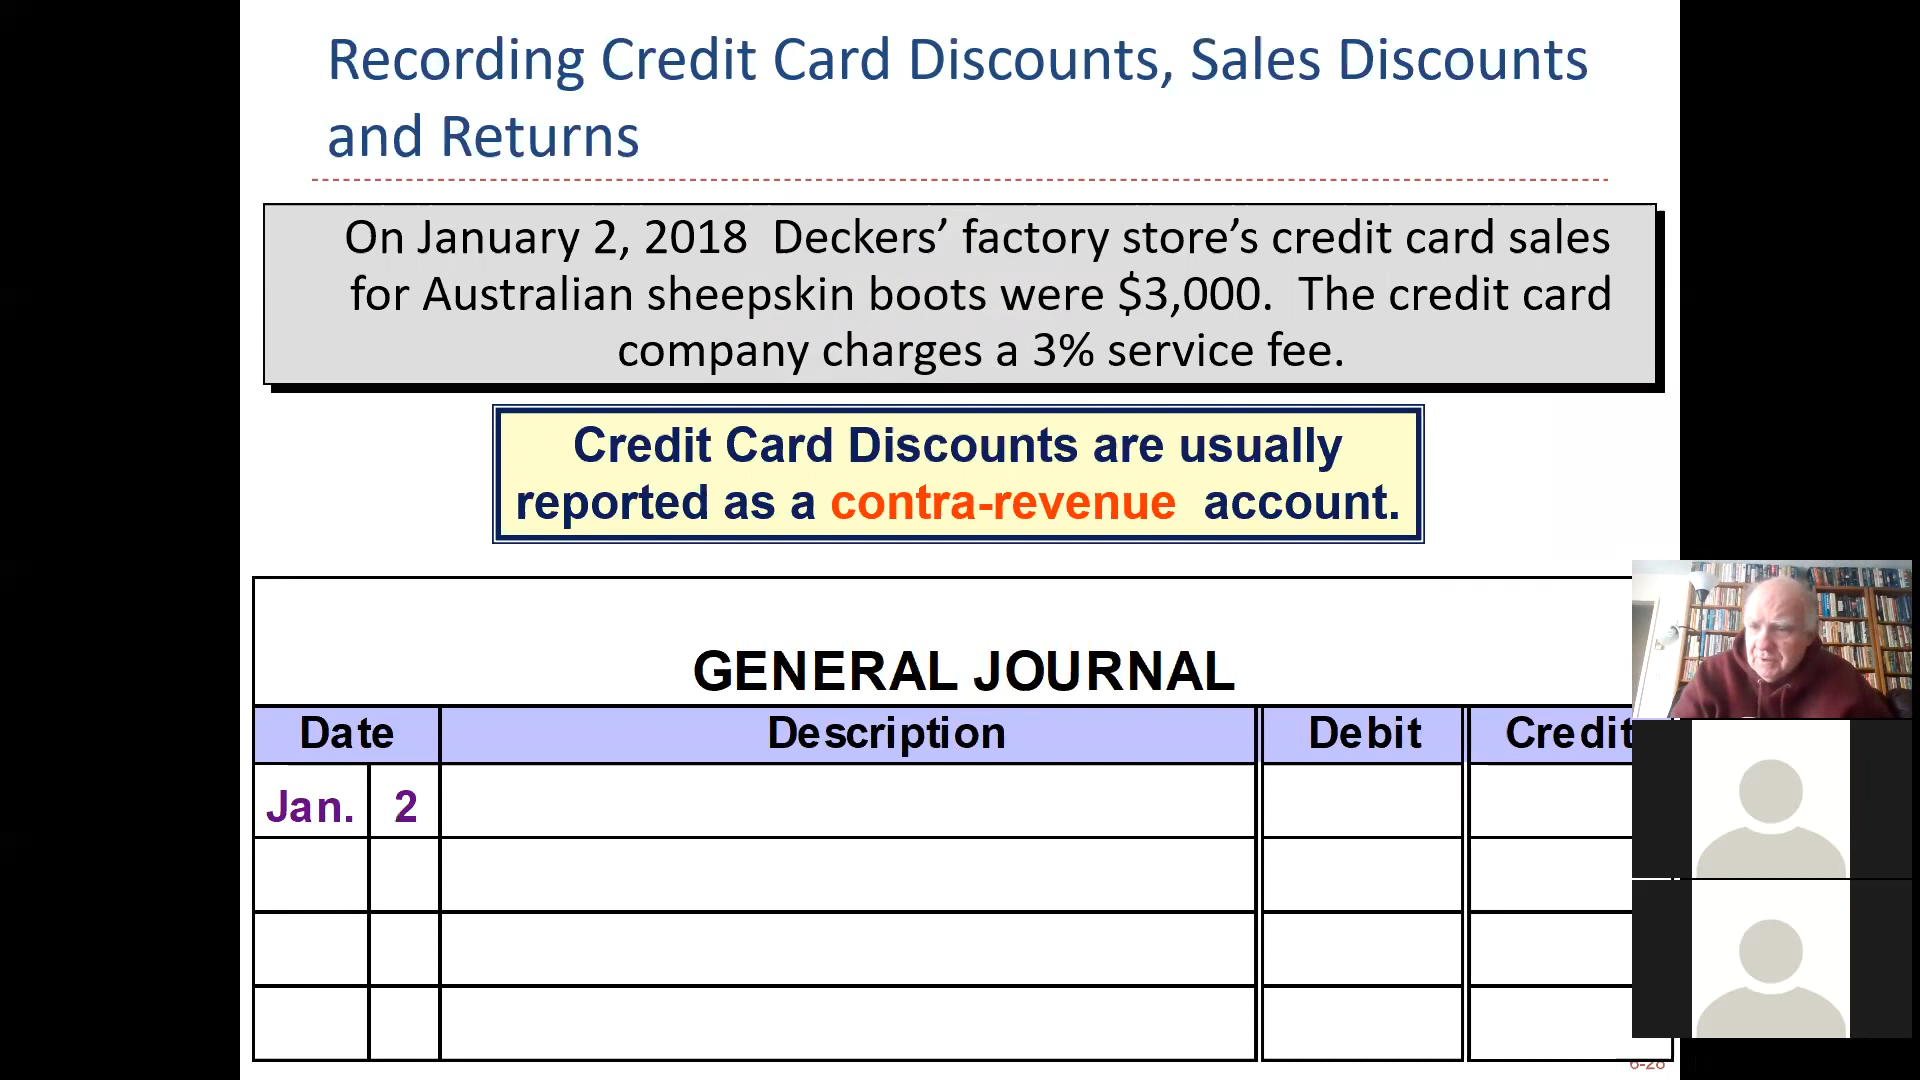 Recording Credit Card Discounts, Sales Discounts
and Returns
On January 2, 2018 Deckers’ factory store’s credit card sales
for Australian sheepskin boots were $3,000. The credit card
company charges a 3% service fee.
Credit Card Discounts are usually
reported as a contra-revenue account.
GENERAL JOURNAL
Date Description Debit Credit
Jan. 2
6-28